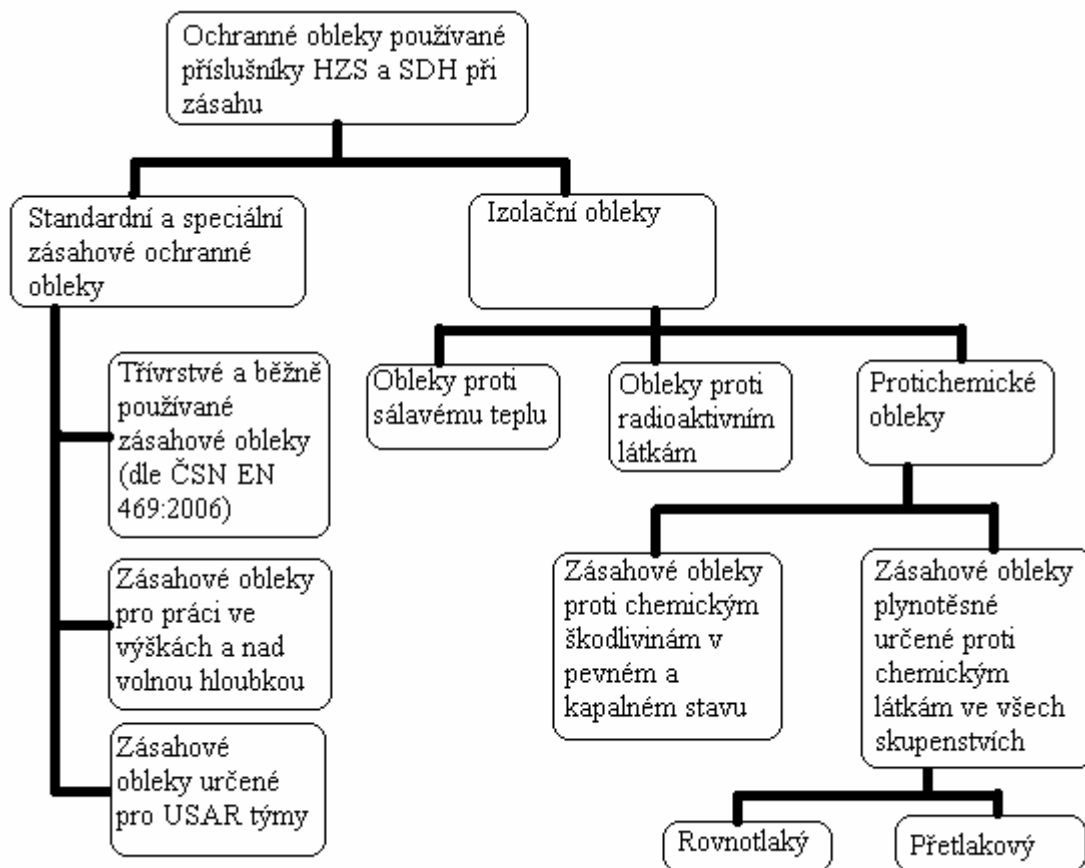 Ochranné obleky používané
příslušníky HZS a SDH při
zásahu
Standardní a speciální
zásahové ochranné
obleky
Izolační obleky
Třívrstvé a běžně
používané
zásahové obleky
(dle ČSN EN
469:2006)
Zásahové obleky
pro práci ve
výškách a nad
volnou hloubkou
Zásahové
obleky určené
pro USAR týmy
Obleky proti
sálavému teplu
Obleky proti
radioaktivním
látkám
Protichemické
obleky
Zásahové obleky
proti chemickým
škodlivinám v
pevném a
kapalném stavu
Zásahové obleky
plynotěsné
určené proti
chemickým
látkám ve všech
skupenstvích
Rovnotlaký
Přetlakový